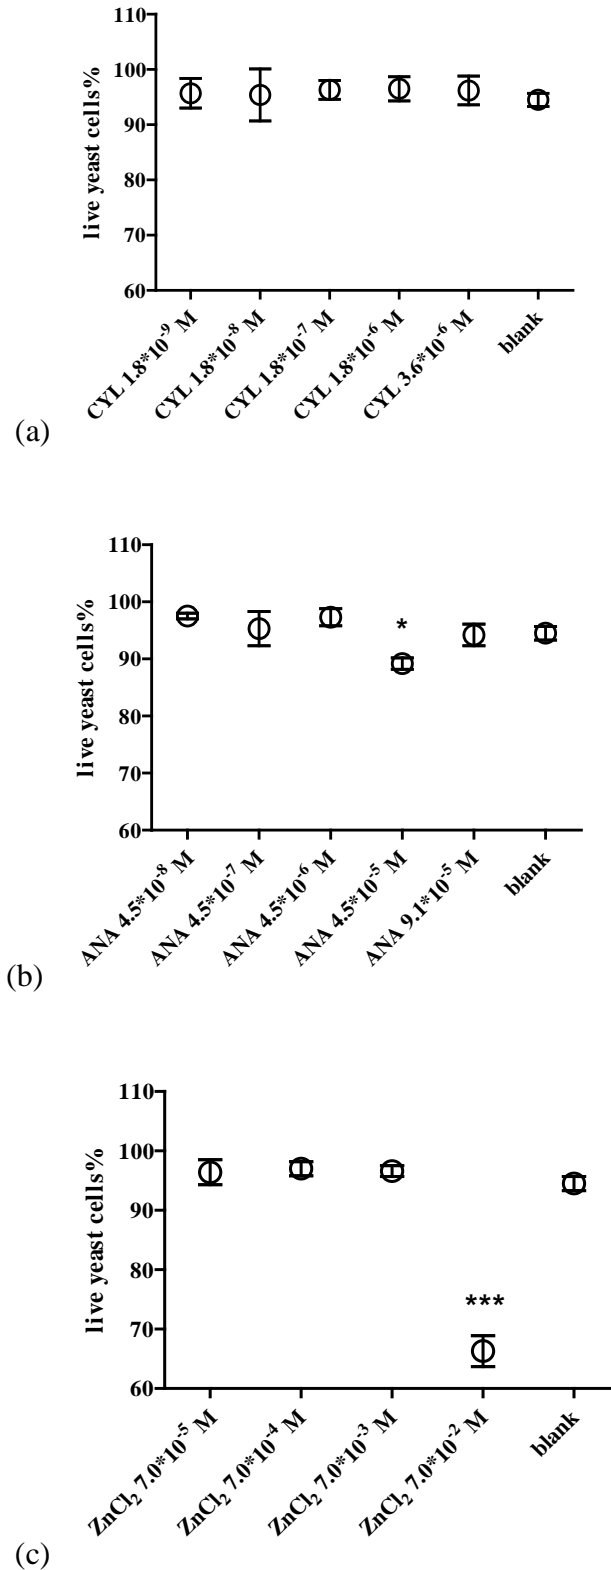 110
100
90
80
70
60
live yeast cells%
CYL 1.8*10-9 M
CYL 1.8*10-8 M
CYL 1.8*10-7 M
CYL 1.8*10-6 M
CYL 3.6*10-6 M
blank
(a)
110
100
90
80
70
60
live yeast cells%
*
ANA 4.5*10-8 M
ANA 4.5*10-7 M
ANA 4.5*10-6 M
ANA 4.5*10-5 M
ANA 9.1*10-5 M
blank
(b)
110
100
90
80
70
60
live yeast cells%
***
ZnCl2 7.0*10-5 M
ZnCl2 7.0*10-4 M
ZnCl2 7.0*10-3 M
ZnCl2 7.0*10-2 M
blank
(c)